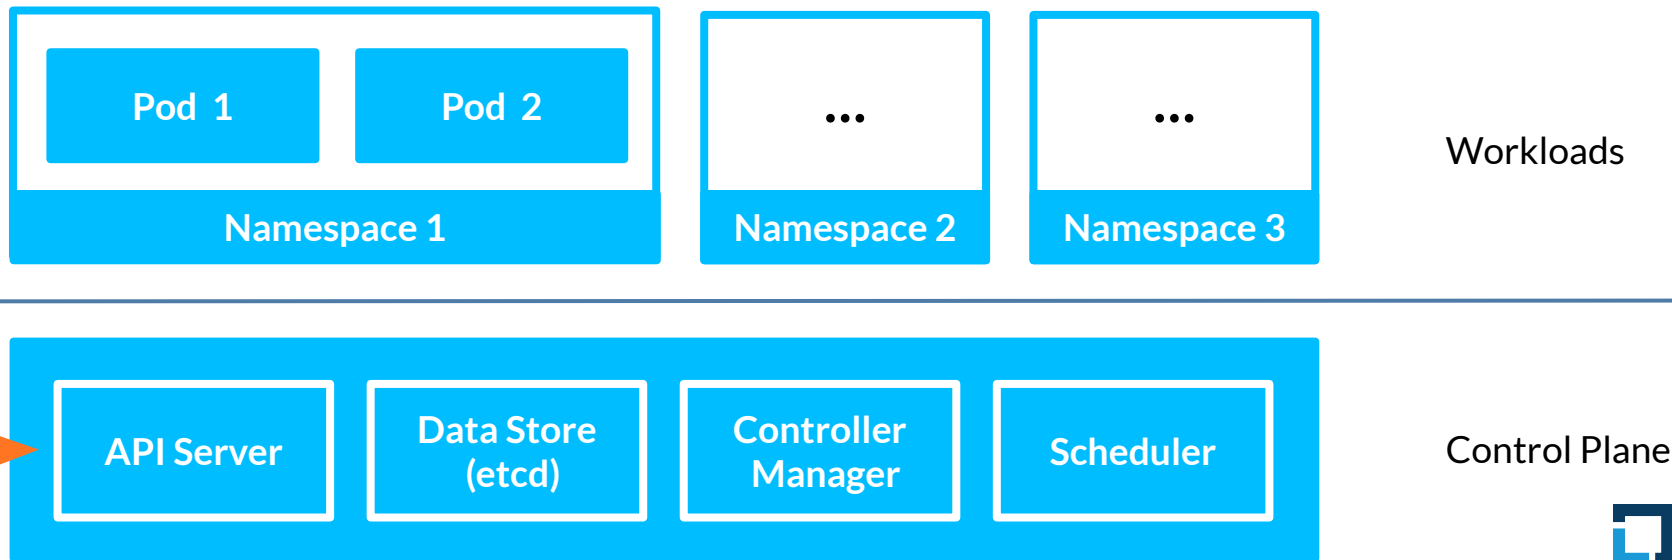 Pod 1
Pod 2
...
...
Workloads
Namespace 1
Namespace 2
Namespace 3
API Server
Data Store
(etcd)
Controller
Manager
Scheduler
Control Plane